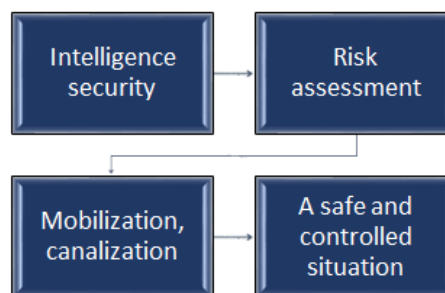 Intelligence
security
Risk
assessment
Mobilization,
canalization
A safe and
controlled
situation